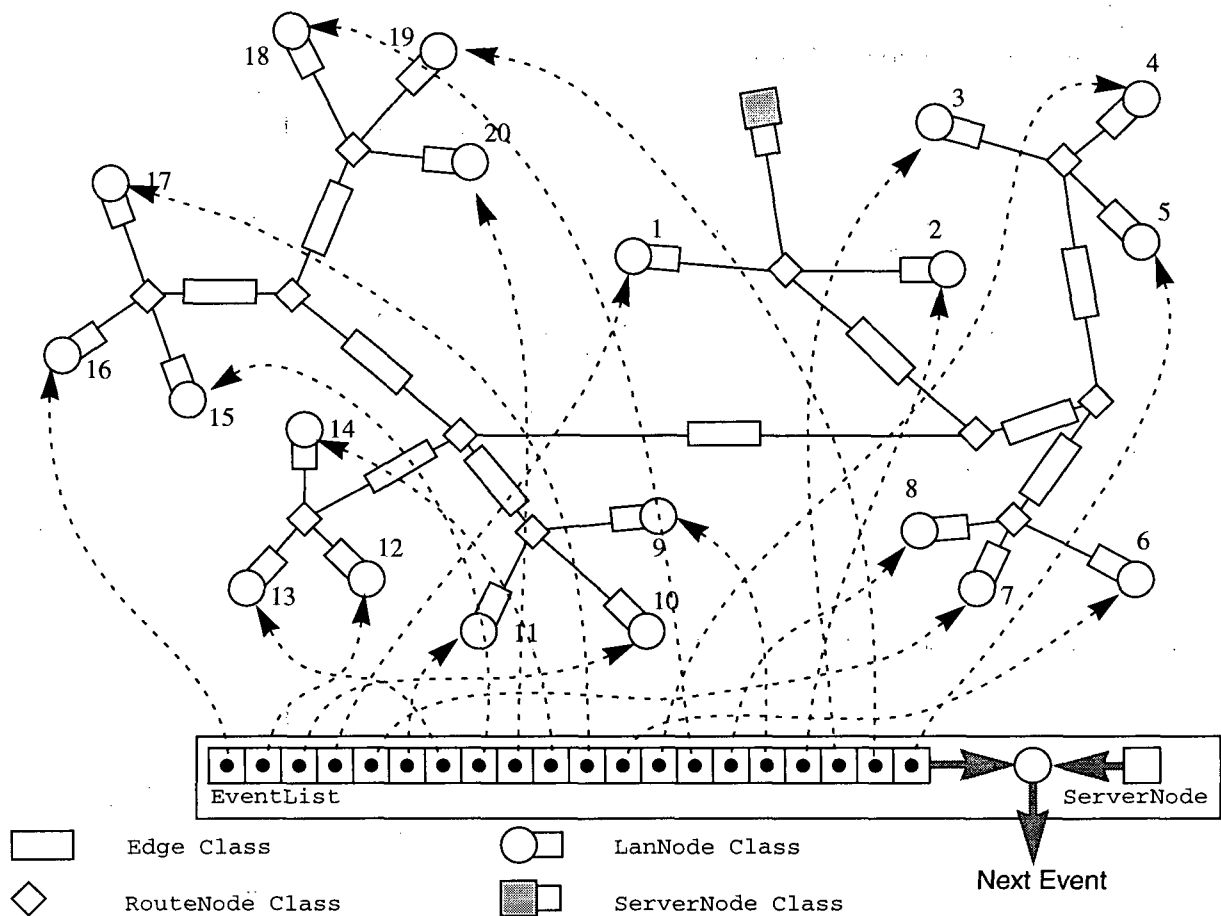 18
19
4
3
20
17
5
1
2
16
15
14
8
9
6
12
7
13
10
11
EventList
ServerNode
Edge Class
LanNode Class
Next Event
RouteNode Class
ServerNode Class